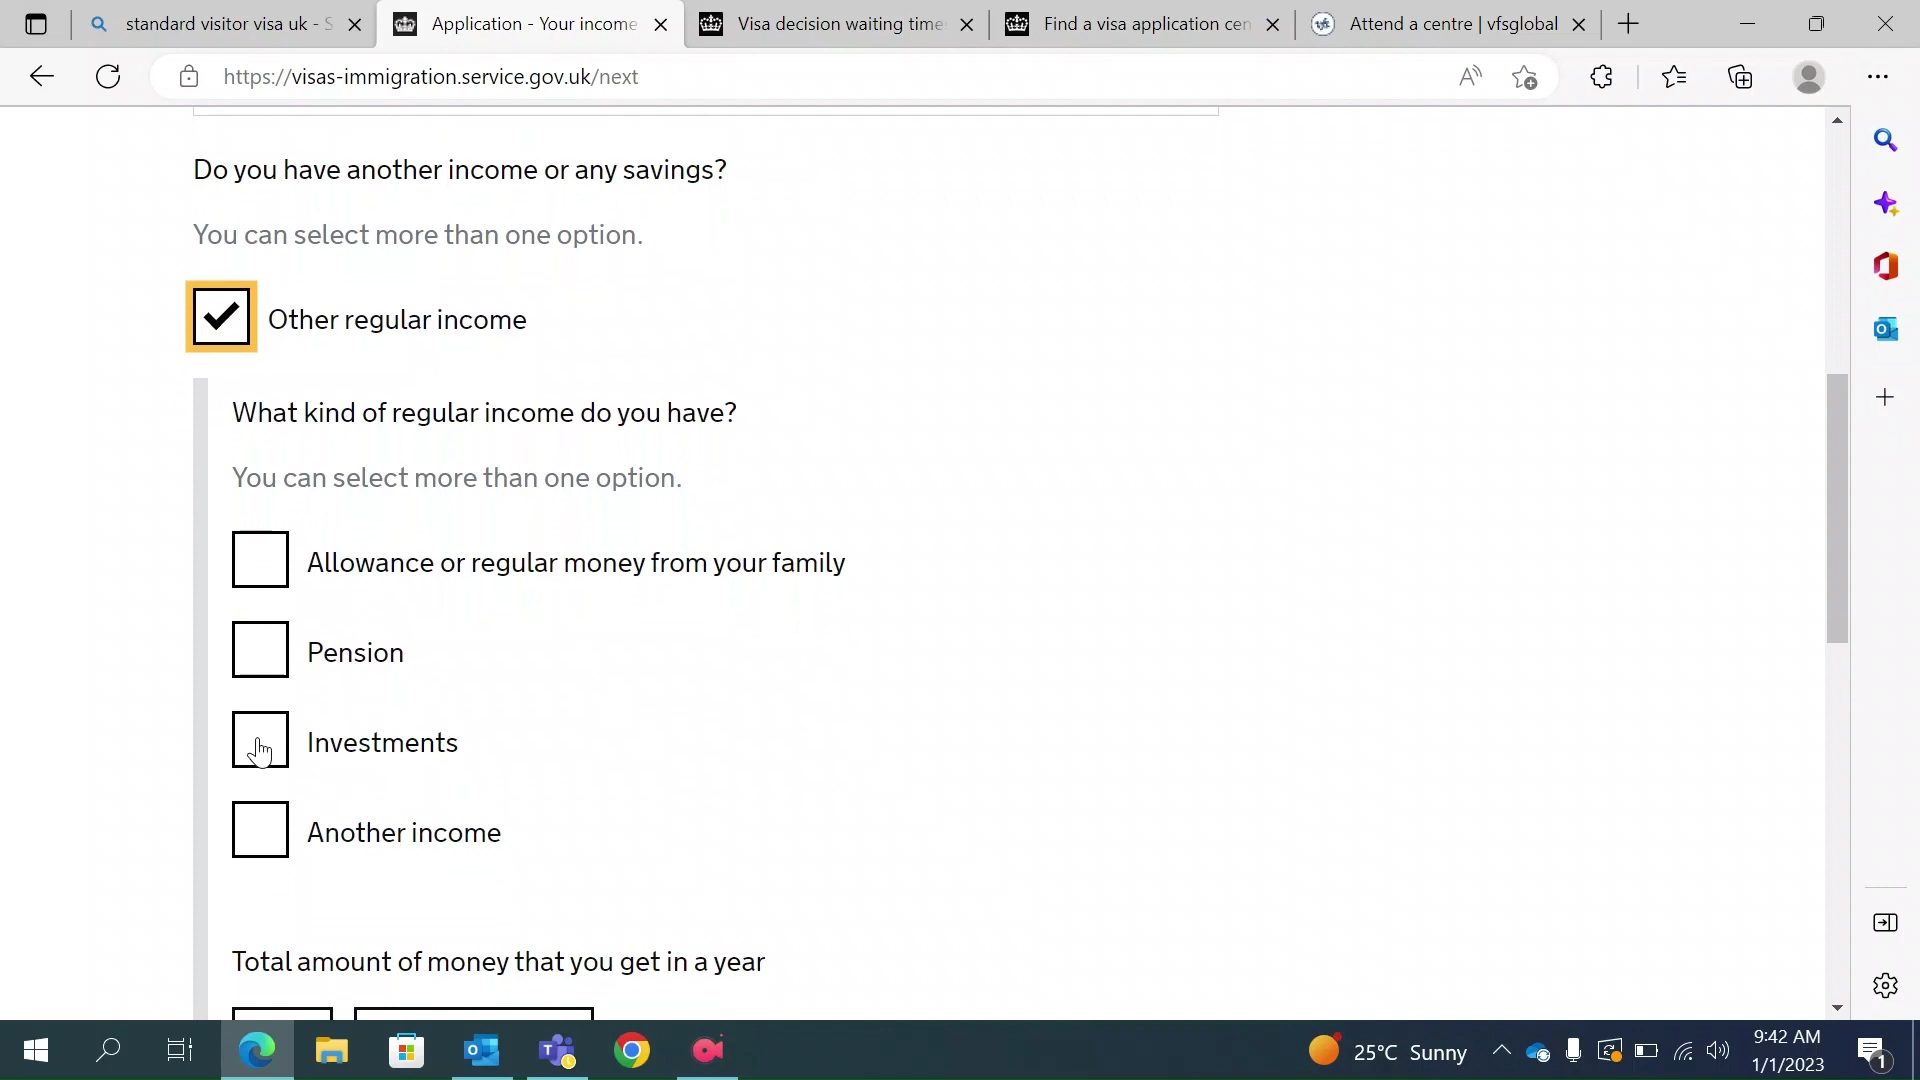 standard visitor visa uk - S
Application - Your income
Visa decision waiting time
Find a visa application cen
Attend a centre | vfsglobal
https://visas-immigration.service.gov.uk/next
Do you have another income or any savings?
You can select more than one option.
Other regular income
What kind of regular income do you have?
You can select more than one option.
Allowance or regular money from your family
Pension
Investments
Another income
Total amount of money that you get in a year
25°C Sunny
9:42 AM
1/1/2023
1